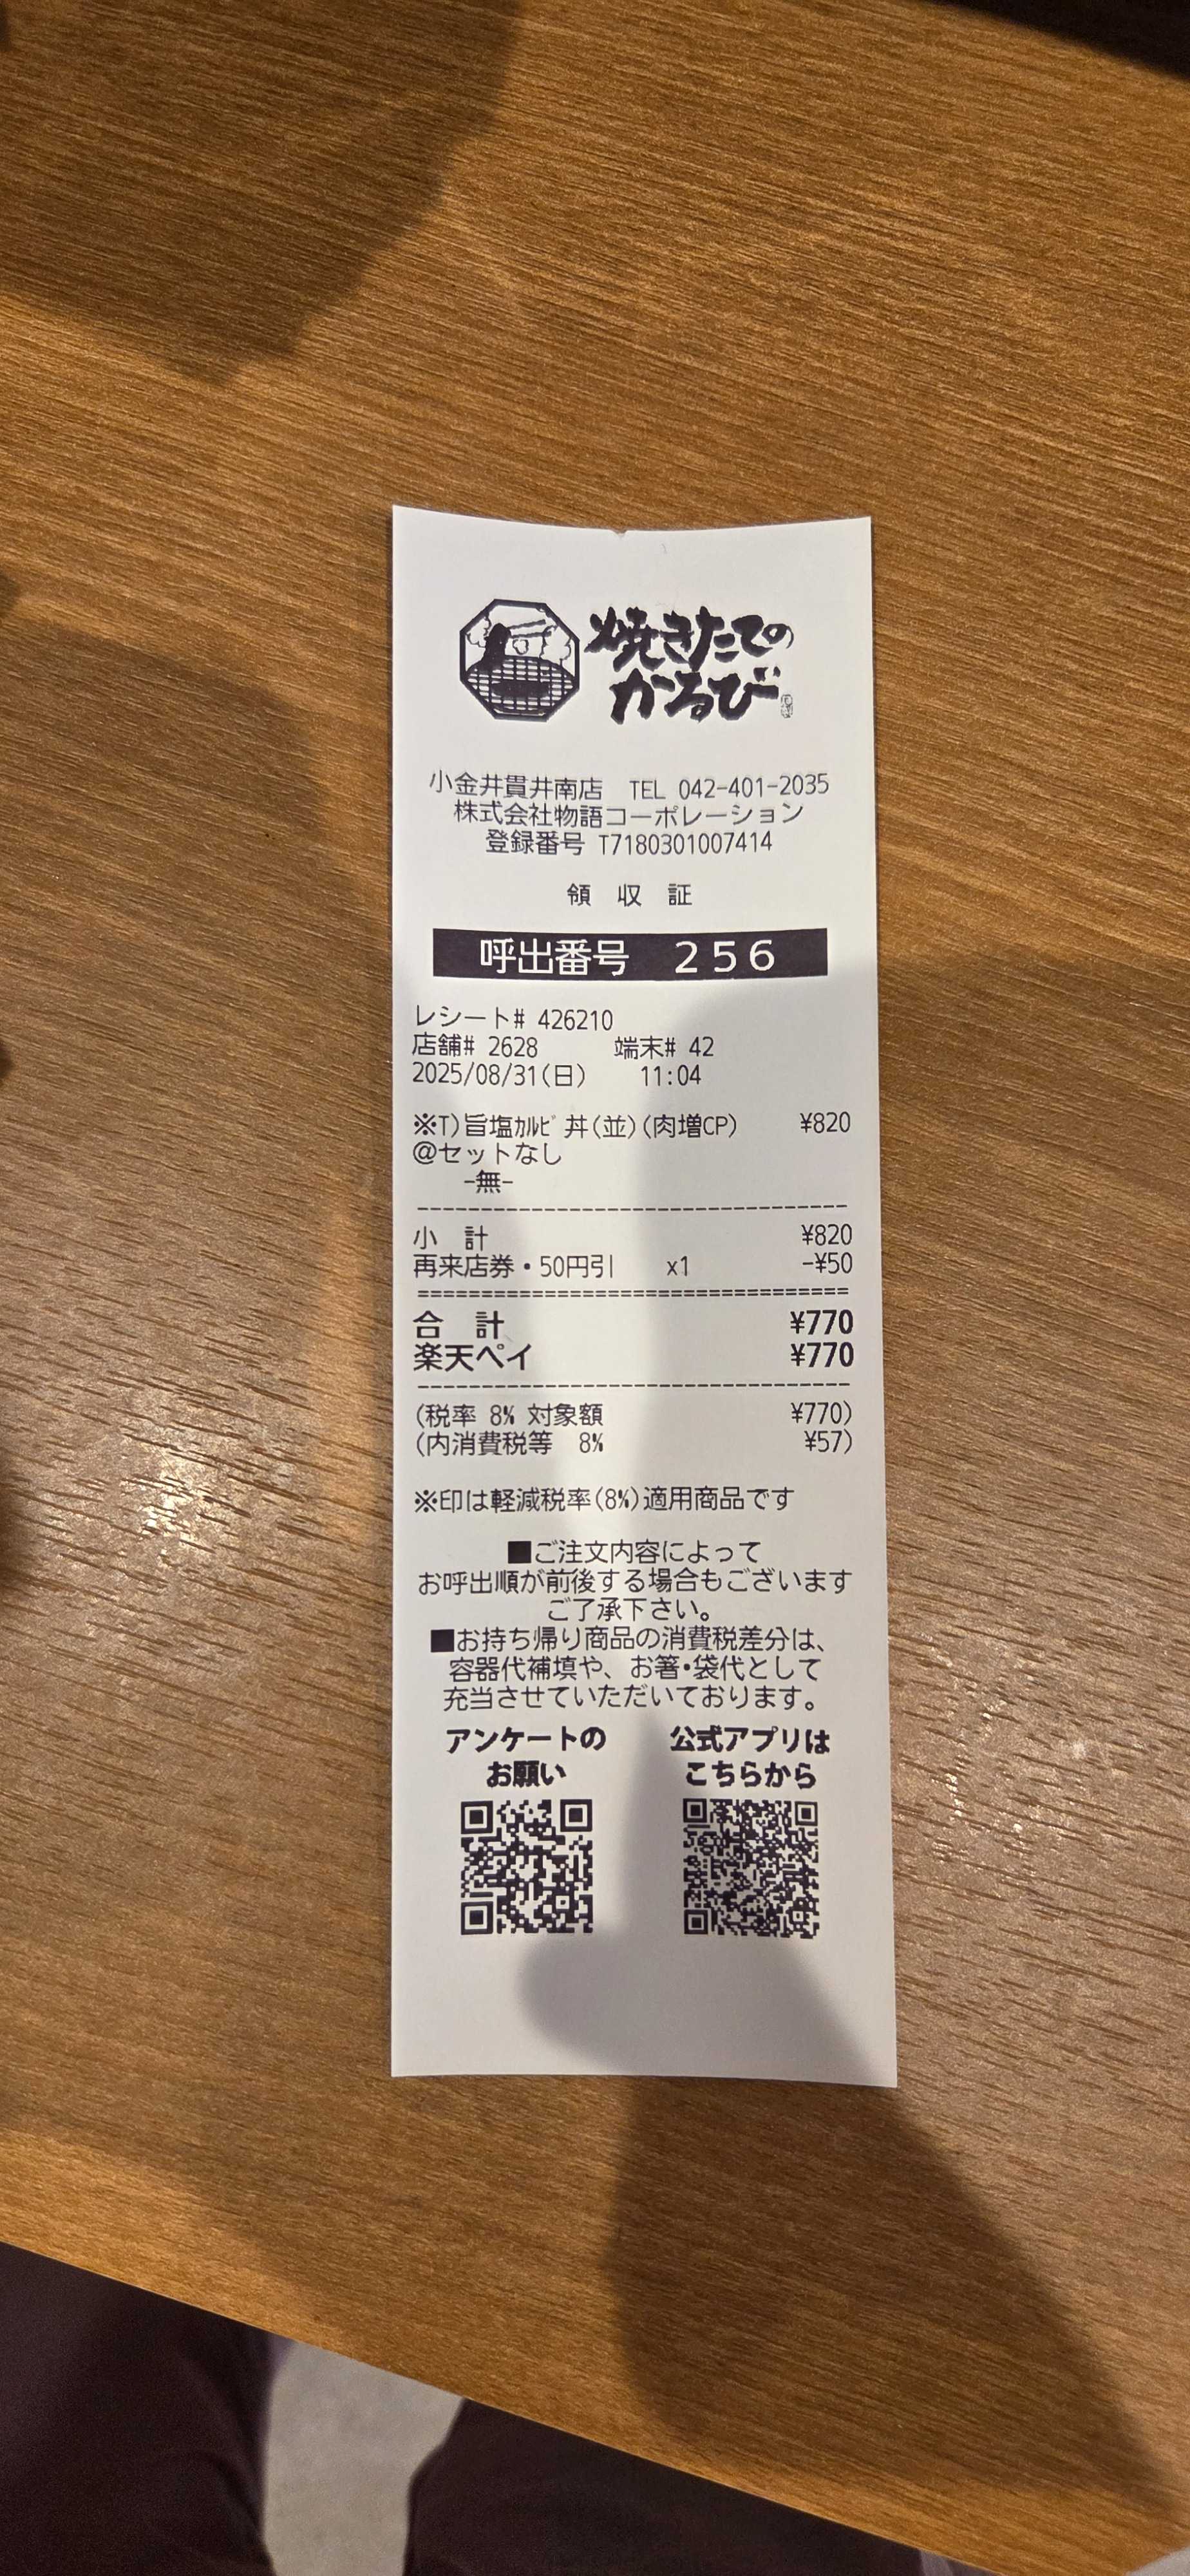 焼きたての
かるび
小金井貫井南店 TEL 042-401-2035
株式会社物語コーポレーション
登録番号 T7180301007414
領 収 証
呼出番号 256
レシート# 426210
店舗# 2628 端末# 42
2025/08/31(日) 11:04
※T)旨塩ｶﾙﾋﾞ丼(並)(肉増CP) ¥820
@セットなし
-無-
小 計 ¥820
再来店券・50円引 x1 -¥50
合 計 ¥770
楽天ペイ ¥770
(税率 8% 対象額 ¥770)
(内消費税等 8% ¥57)
※印は軽減税率(8%)適用商品です
■ご注文内容によって
お呼出順が前後する場合もございます
ご了承下さい。
■お持ち帰り商品の消費税差分は、
容器代補填や、お箸・袋代として
充当させていただいております。
アンケートの
お願い
公式アプリは
こちらから